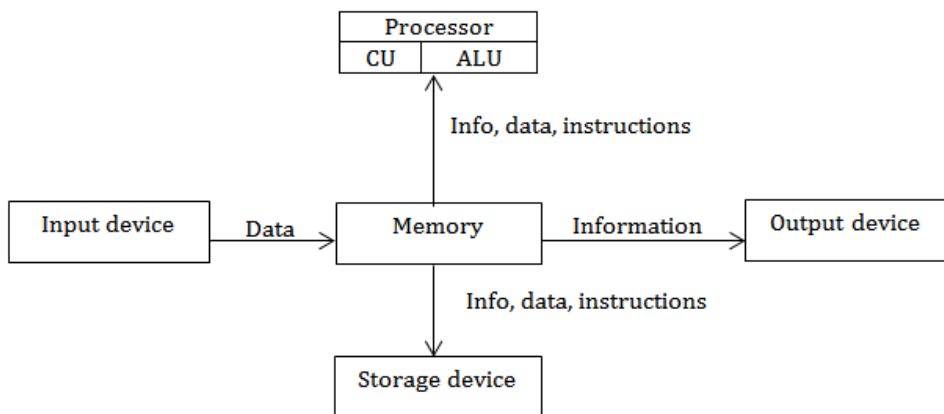 Processor
CU ALU
Info, data, instructions
Input device
Data
Memory
Information
Output device
Info, data, instructions
Storage device